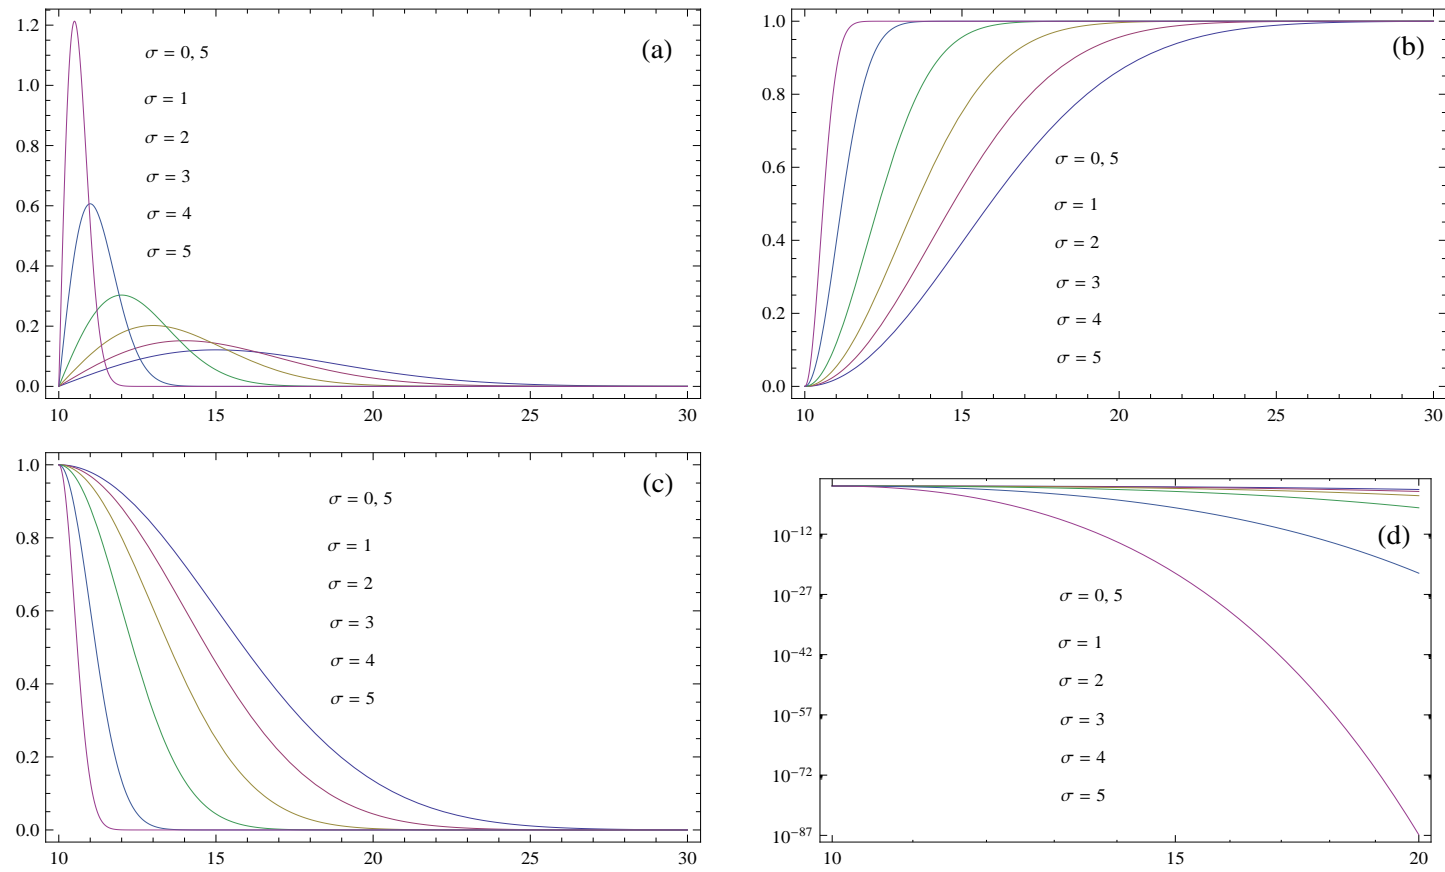 1.2
1.0
0.8
0.6
0.4
0.2
0.0
σ = 0, 5
σ = 1
σ = 2
σ = 3
σ = 4
σ = 5
(a)
10 15 20 25 30
1.0
0.8
0.6
0.4
0.2
0.0
(b)
σ = 0, 5
σ = 1
σ = 2
σ = 3
σ = 4
σ = 5
10 15 20 25 30
1.0
0.8
0.6
0.4
0.2
0.0
(c)
σ = 0, 5
σ = 1
σ = 2
σ = 3
σ = 4
σ = 5
10 15 20 25 30
10⁻¹²
10⁻²⁷
10⁻⁴²
10⁻⁵⁷
10⁻⁷²
10⁻⁸⁷
(d)
σ = 0, 5
σ = 1
σ = 2
σ = 3
σ = 4
σ = 5
10 15 20